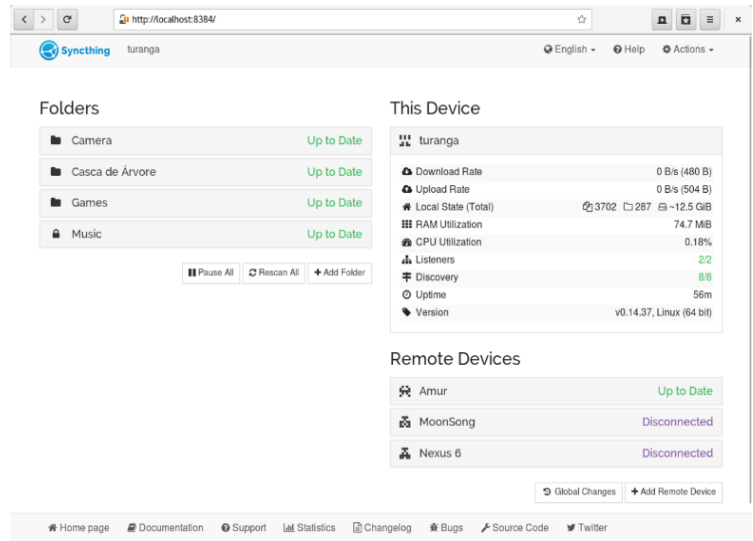 http://localhost:8384/
Syncthing turanga English Help Actions
Folders
Camera Up to Date
Casca de Árvore Up to Date
Games Up to Date
Music Up to Date
Pause All Rescan All Add Folder
This Device
turanga
Download Rate 0 B/s (480 B)
Upload Rate 0 B/s (504 B)
Local State (Total) 3702 287 ~12.5 GiB
RAM Utilization 74.7 MiB
CPU Utilization 0.18%
Listeners 2/2
Discovery 8/8
Uptime 56m
Version v0.14.37, Linux (64 bit)
Remote Devices
Amur Up to Date
MoonSong Disconnected
Nexus 6 Disconnected
Global Changes Add Remote Device
Home page Documentation Support Statistics Changelog Bugs Source Code Twitter